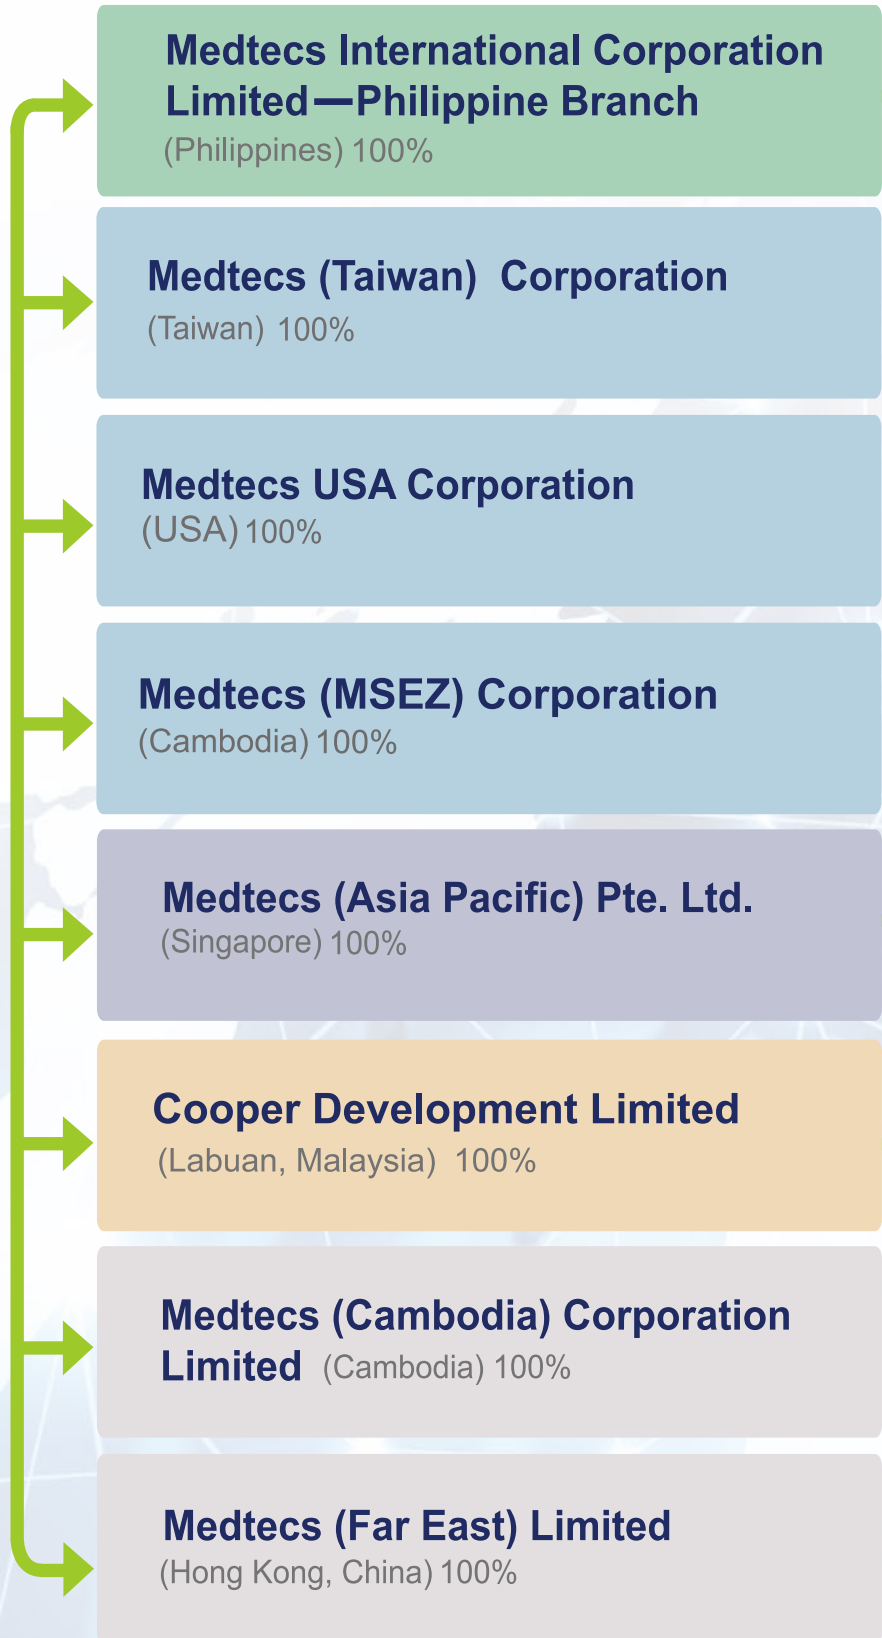 Medtecs International Corporation
Limited—Philippine Branch
(Philippines) 100%
Medtecs (Taiwan) Corporation
(Taiwan) 100%
Medtecs USA Corporation
(USA) 100%
Medtecs (MSEZ) Corporation
(Cambodia) 100%
Medtecs (Asia Pacific) Pte. Ltd.
(Singapore) 100%
Cooper Development Limited
(Labuan, Malaysia) 100%
Medtecs (Cambodia) Corporation
Limited (Cambodia) 100%
Medtecs (Far East) Limited
(Hong Kong, China) 100%